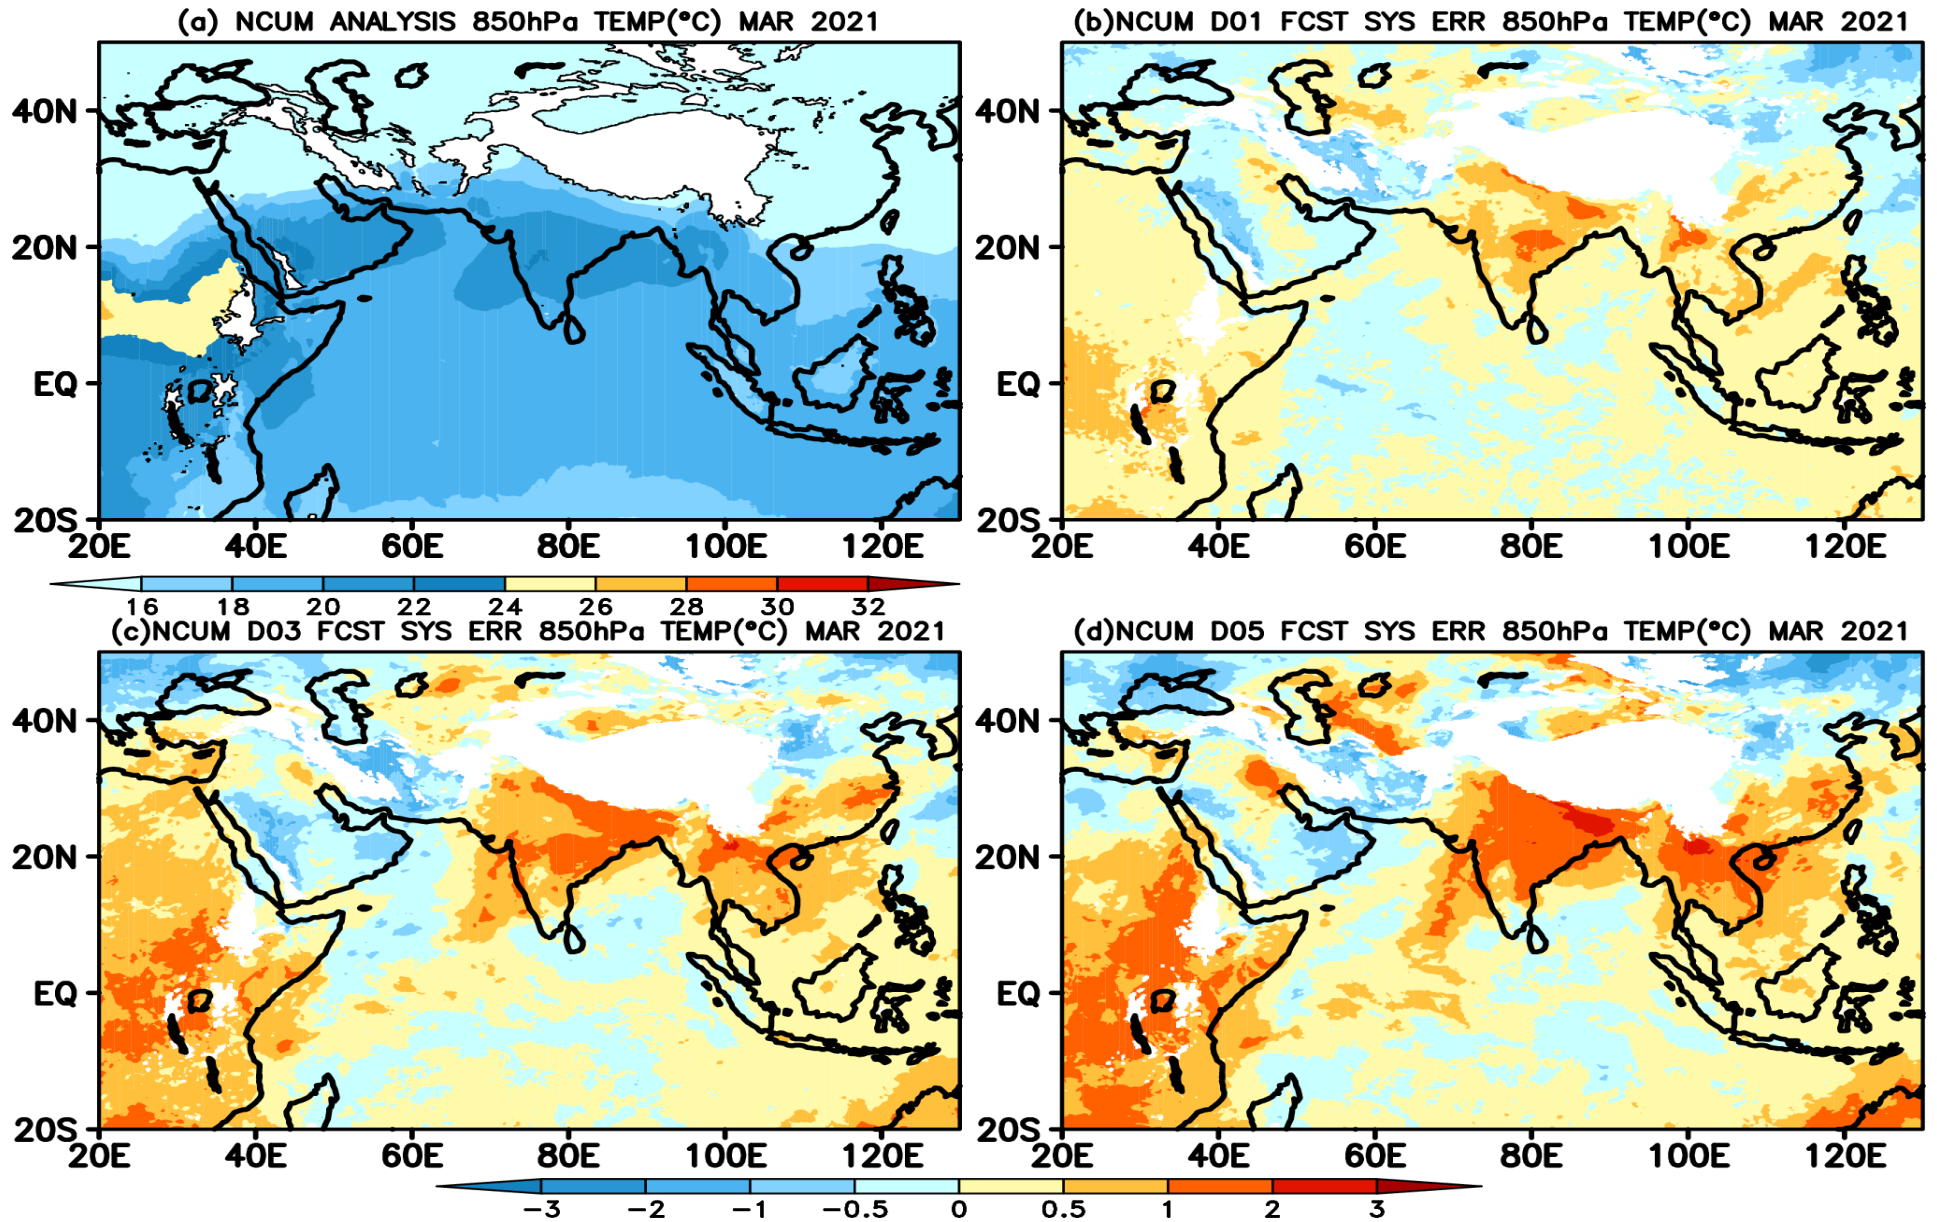 (a) NCUM ANALYSIS 850hPa TEMP(°C) MAR 2021
40N
20N
EQ
20S
20E 40E 60E 80E 100E 120E
16 18 20 22 24 26 28 30 32
(b)NCUM D01 FCST SYS ERR 850hPa TEMP(°C) MAR 2021
40N
20N
EQ
20S
20E 40E 60E 80E 100E 120E
(c)NCUM D03 FCST SYS ERR 850hPa TEMP(°C) MAR 2021
40N
20N
EQ
20S
20E 40E 60E 80E 100E 120E
(d)NCUM D05 FCST SYS ERR 850hPa TEMP(°C) MAR 2021
40N
20N
EQ
20S
20E 40E 60E 80E 100E 120E
−3 −2 −1 −0.5 0 0.5 1 2 3